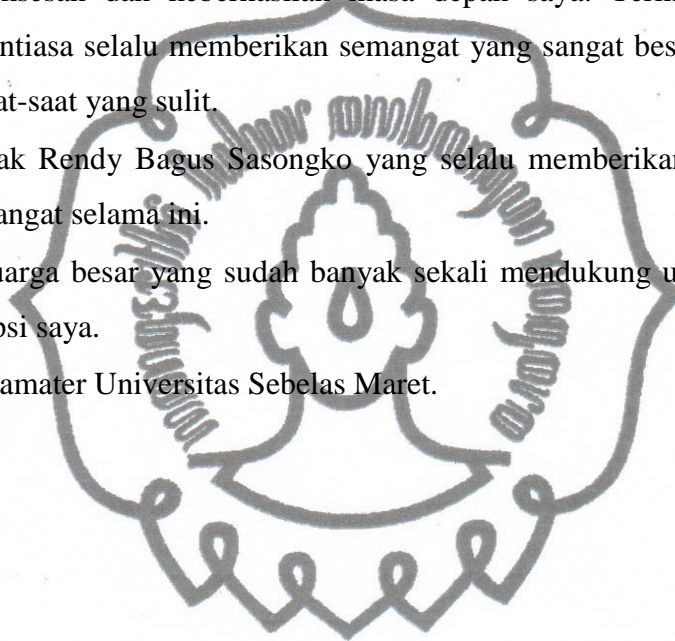 dan keberhasilan masa depan saya.
ntiasa selalu memberikan semangat yang sangat bes
at-saat yang sulit.
ak Rendy Bagus Sasongko yang selalu memberikan
angat selama ini.
uarga besar yang sudah banyak sekali mendukung u
psi saya.
amater Universitas Sebelas Maret.